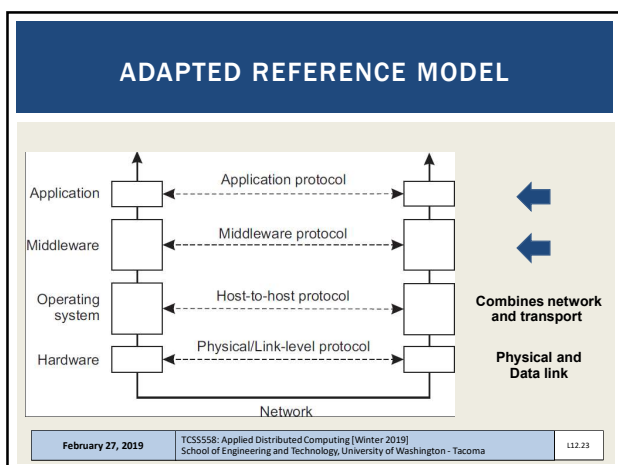 ADAPTED REFERENCE MODEL
Application
Application protocol
Middleware
Middleware protocol
Operating
system
Host-to-host protocol
Combines network
and transport
Hardware
Physical/Link-level protocol
Physical and
Data link
Network
February 27, 2019
TCSS558: Applied Distributed Computing [Winter 2019]
School of Engineering and Technology, University of Washington - Tacoma
L12.23